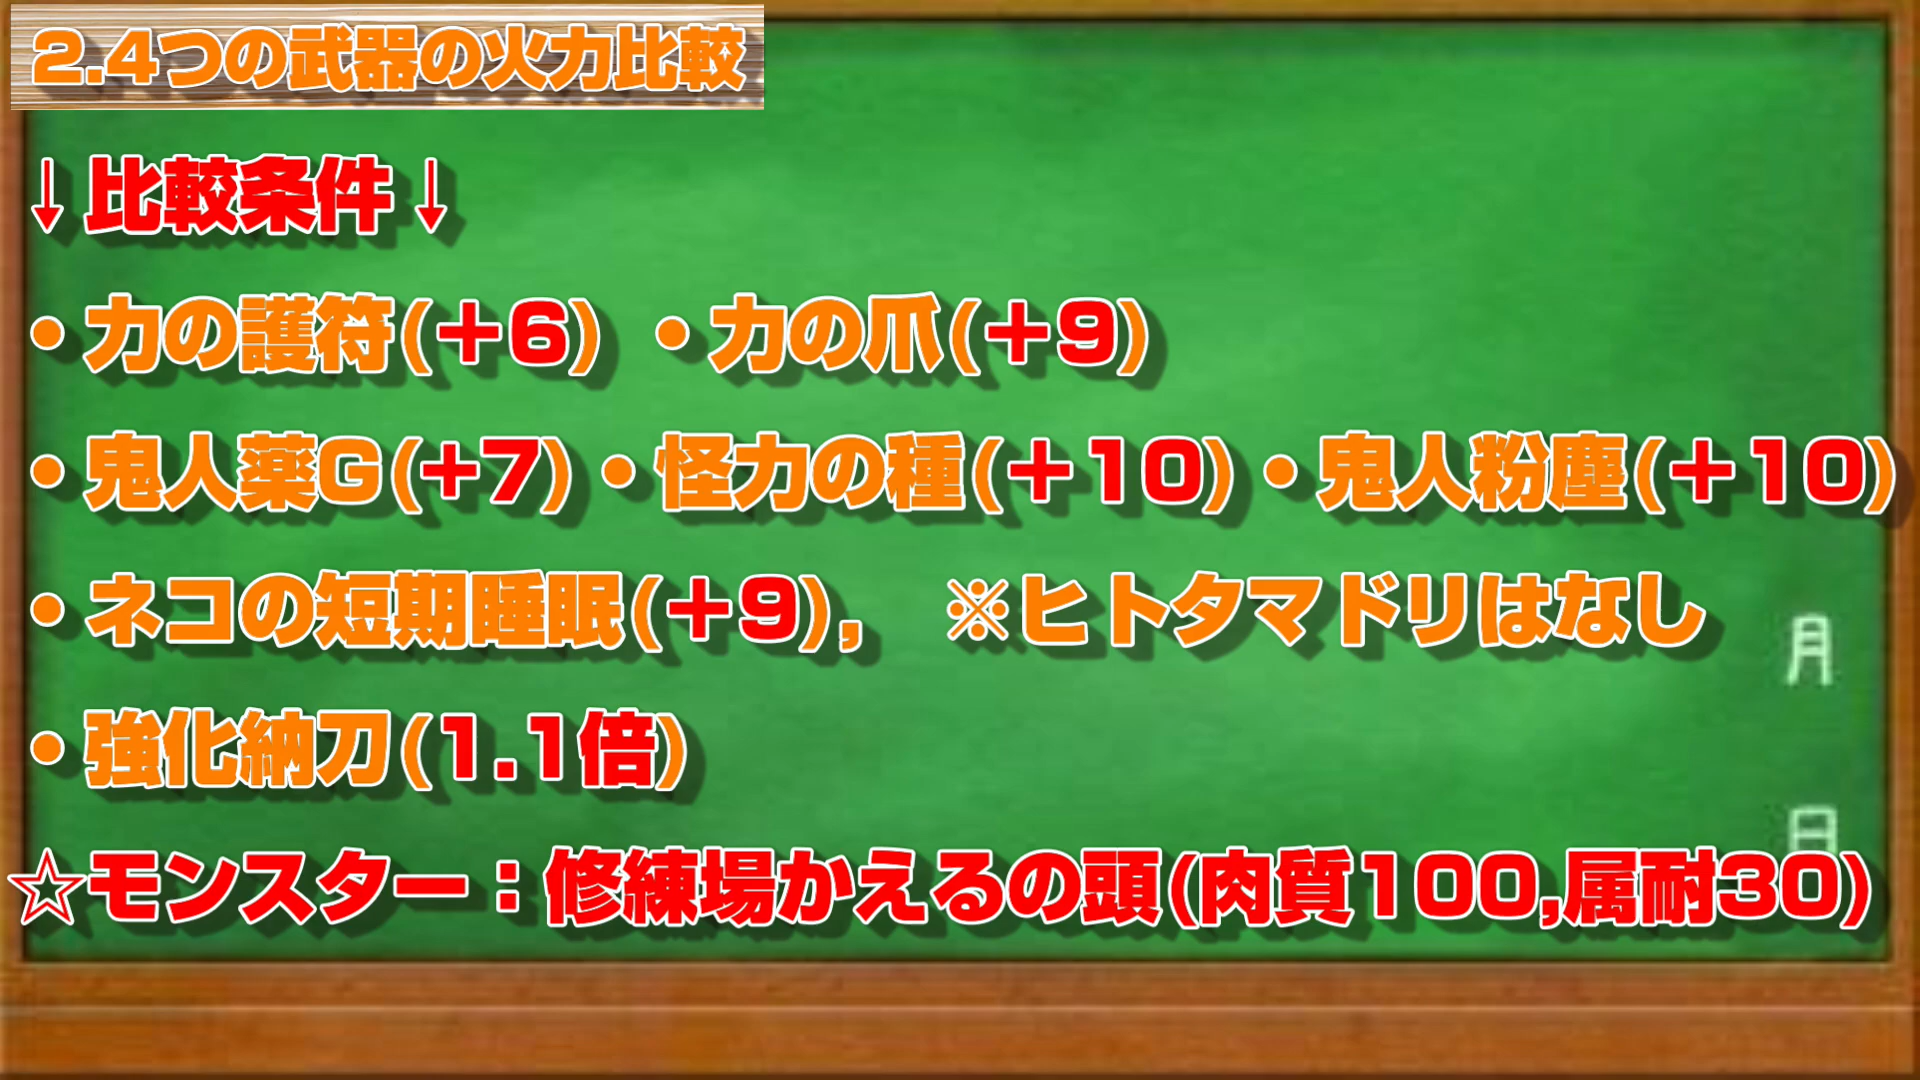 2.4つの武器の火力比較
↓比較条件↓
・力の護符(+6) ・力の爪(+9)
・鬼人薬G(+7)・怪力の種(+10)・鬼人粉塵(+10)
・ネコの短期睡眠(+9), ※ヒトタマドリはなし
・強化納刀(1.1倍)
☆モンスター：修練場かえるの頭(肉質100,属耐30)
月
日